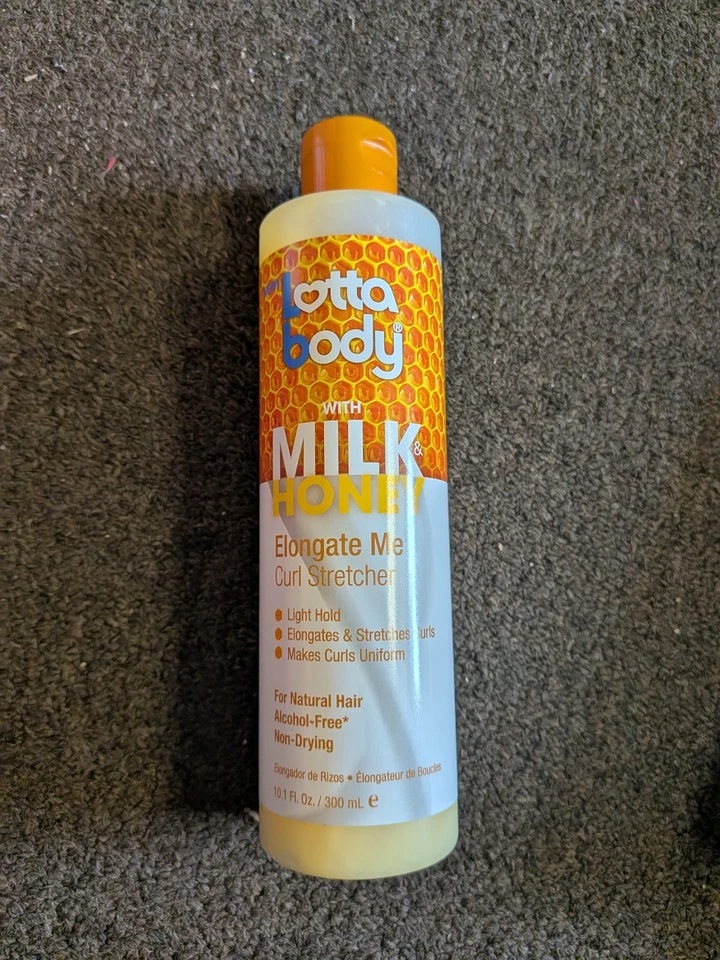 Lotta
body®
WITH
MILK &
HONEY
Elongate Me
Curl Stretcher
Light Hold
Elongates & Stretches Curls
Makes Curls Uniform
For Natural Hair
Alcohol-Free*
Non-Drying
Elongador de Rizos • Élongateur de Boucles
10.1 Fl. Oz. / 300 mL ℮